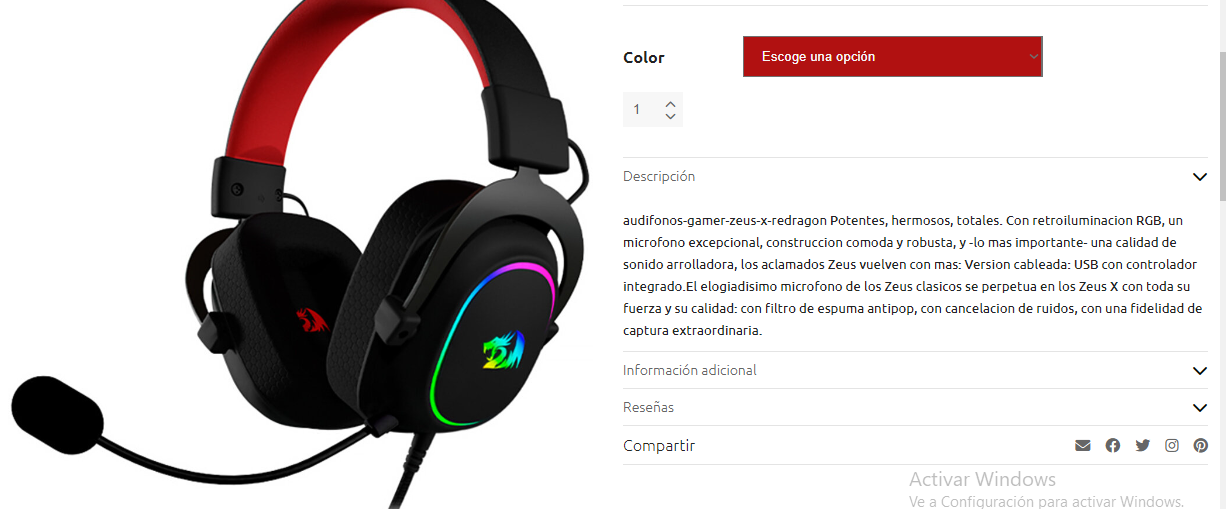 Color
Escoge una opción
1
Descripción
audifonos-gamer-zeus-x-redragon Potentes, hermosos, totales. Con retroiluminacion RGB, un
microfono excepcional, construccion comoda y robusta, y -lo mas importante- una calidad de
sonido arrolladora, los aclamados Zeus vuelven con mas: Version cableada: USB con controlador
integrado.El elogiadisimo microfono de los Zeus clasicos se perpetua en los Zeus X con toda su
fuerza y su calidad: con filtro de espuma antipop, con cancelacion de ruidos, con una fidelidad de
captura extraordinaria.
Información adicional
Reseñas
Compartir
Activar Windows
Ve a Configuración para activar Windows.